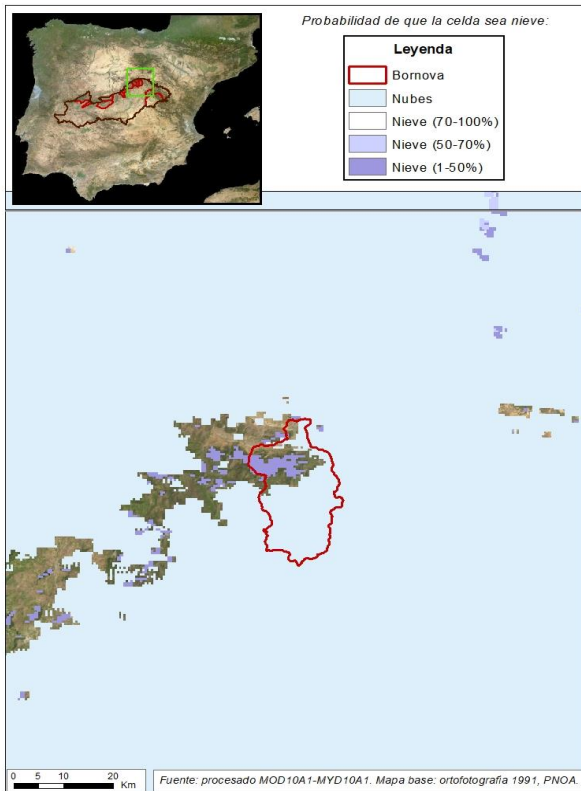 Probabilidad de que la celda sea nieve:
Leyenda
Bornova
Nubes
Nieve (70-100%)
Nieve (50-70%)
Nieve (1-50%)
0 5 10 20
Km
Fuente: procesado MOD10A1-MYD10A1. Mapa base: ortofotografia 1991, PNOA.